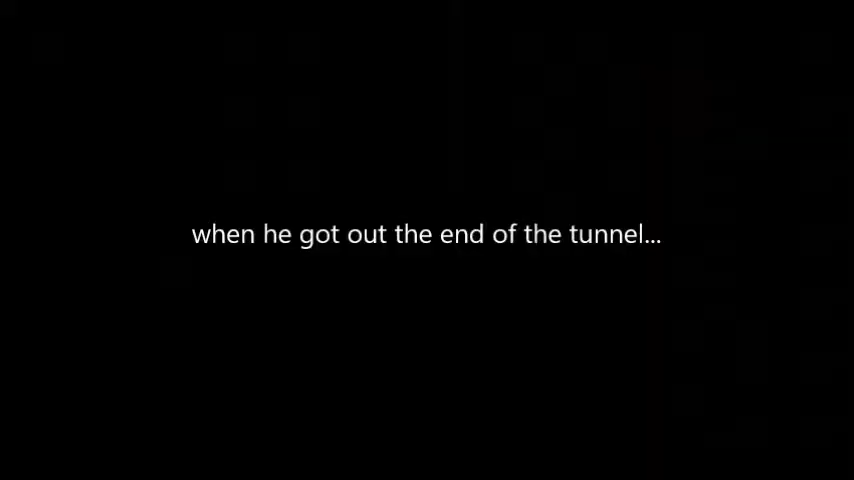 when he got out the end of the tunnel...